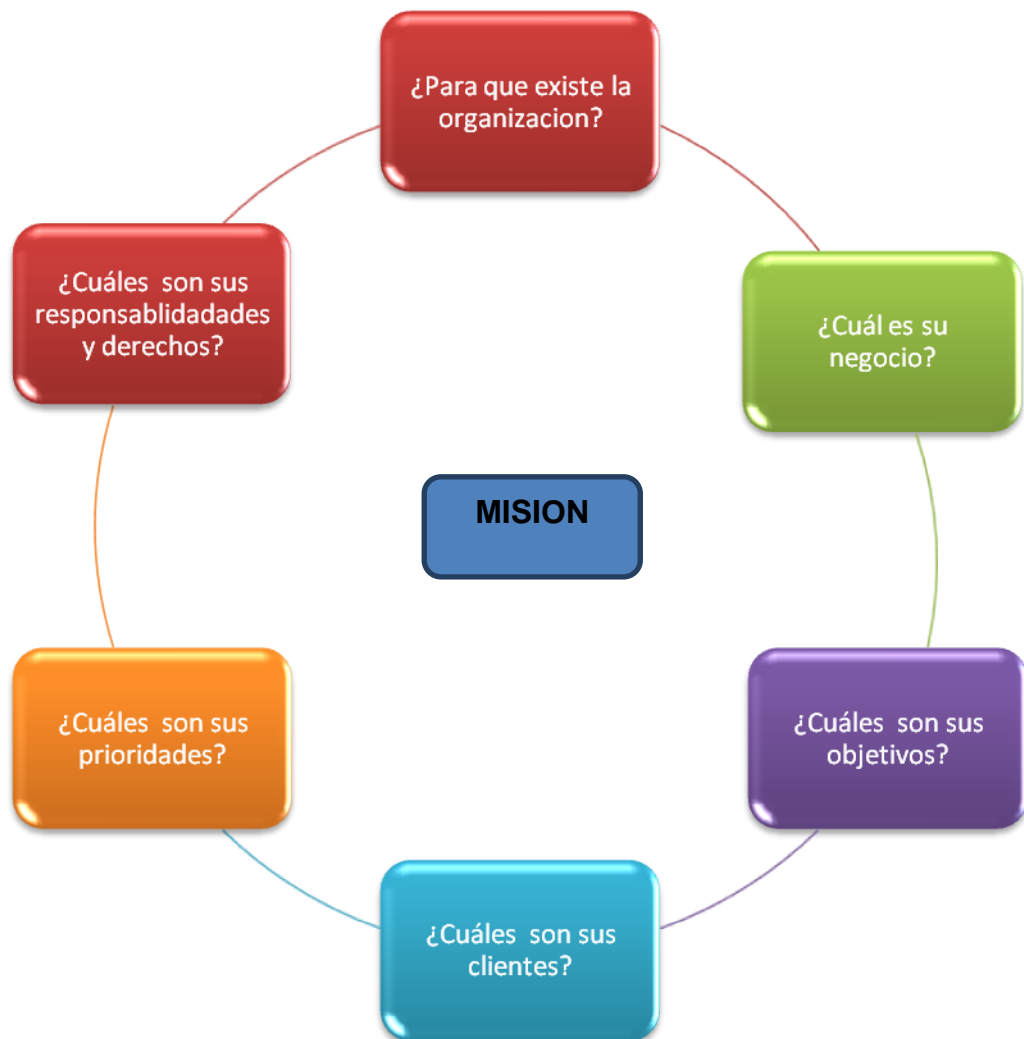 ¿Para que existe la
organizacion?
¿Cuál es su
negocio?
¿Cuáles son sus
objetivos?
¿Cuáles son sus
clientes?
¿Cuáles son sus
prioridades?
¿Cuáles son sus
responsablidadades
y derechos?
MISION